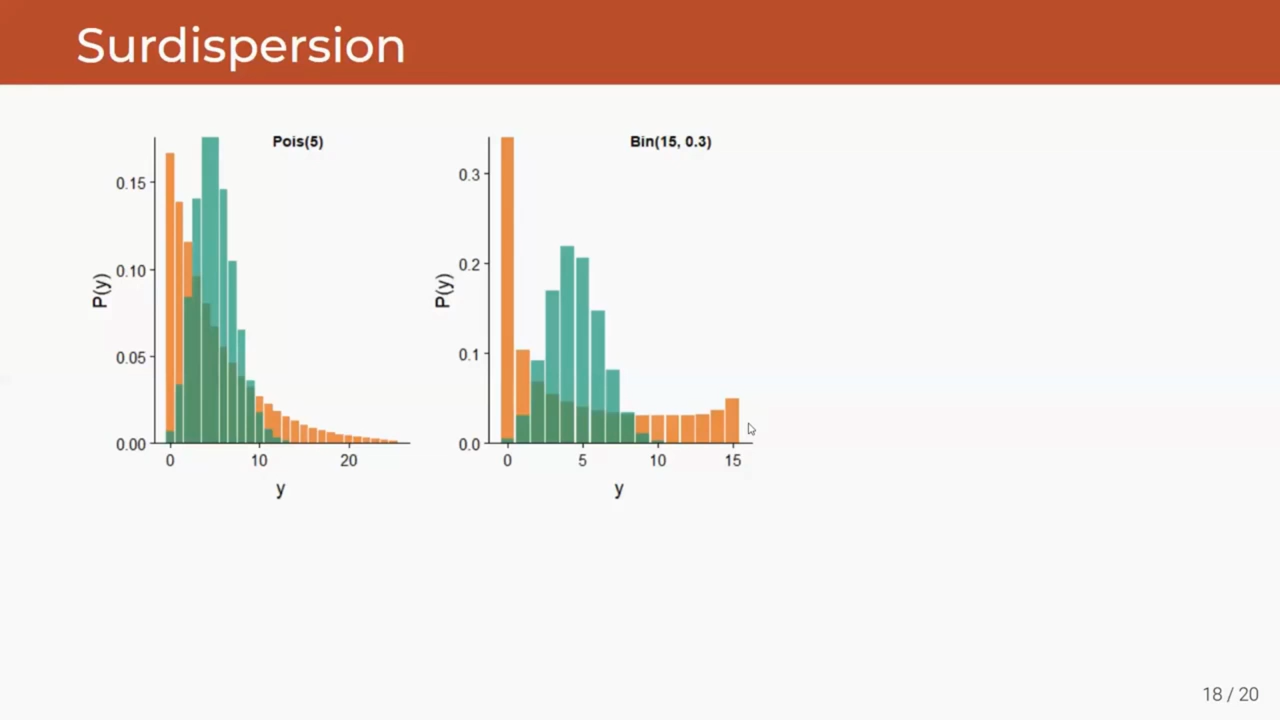 Surdispersion
Pois(5)
0.15
0.10
0.05
0.00
P(y)
0 10 20
y
Bin(15, 0.3)
0.3
0.2
0.1
0.0
P(y)
0 5 10 15
y
18 / 20